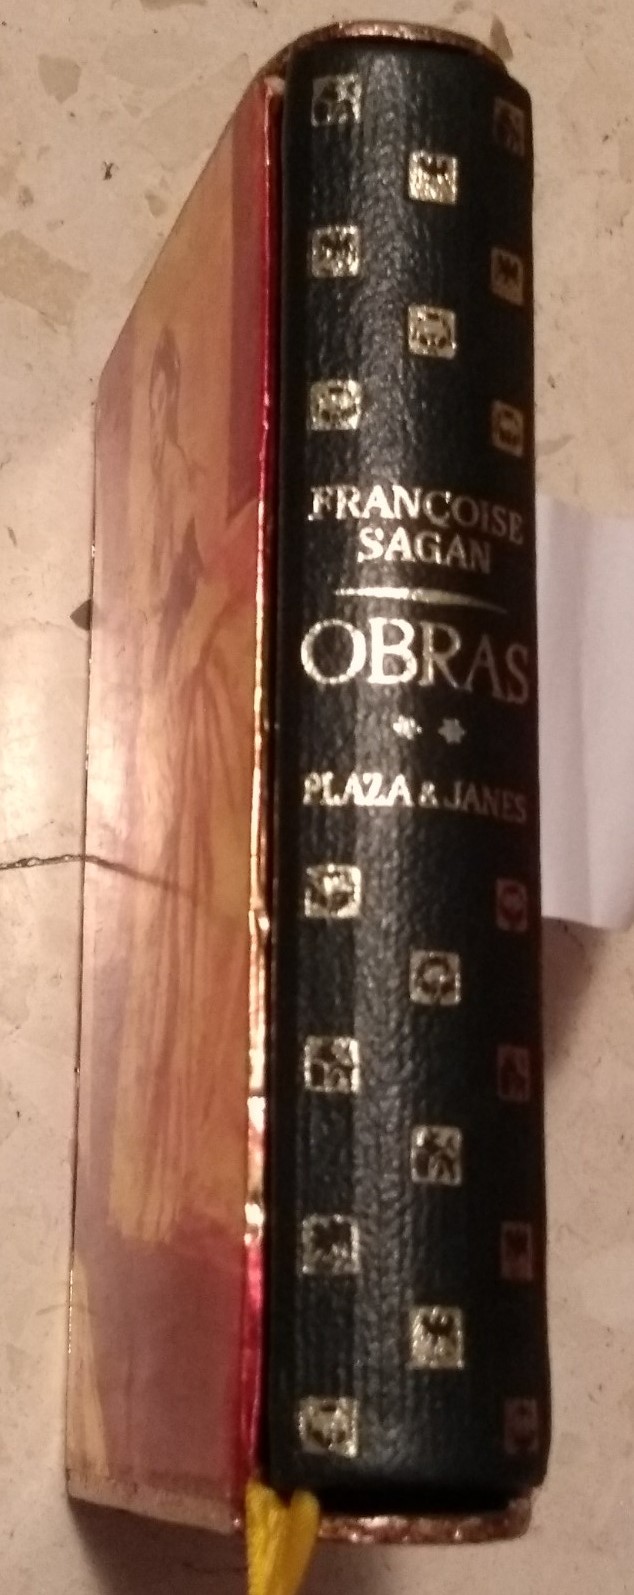 FRANÇOISE
SAGAN
OBRAS
* *
PLAZA & JANES